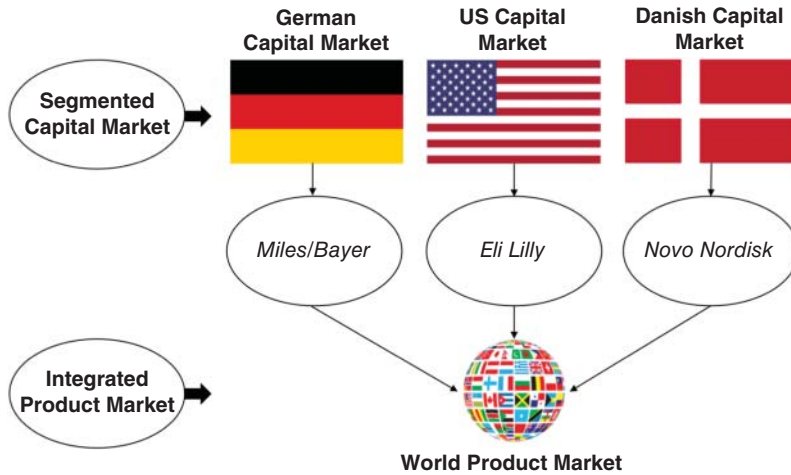 German
Capital Market
US Capital
Market
Danish Capital
Market
Segmented
Capital Market
Miles/Bayer
Eli Lilly
Novo Nordisk
Integrated
Product Market
World Product Market